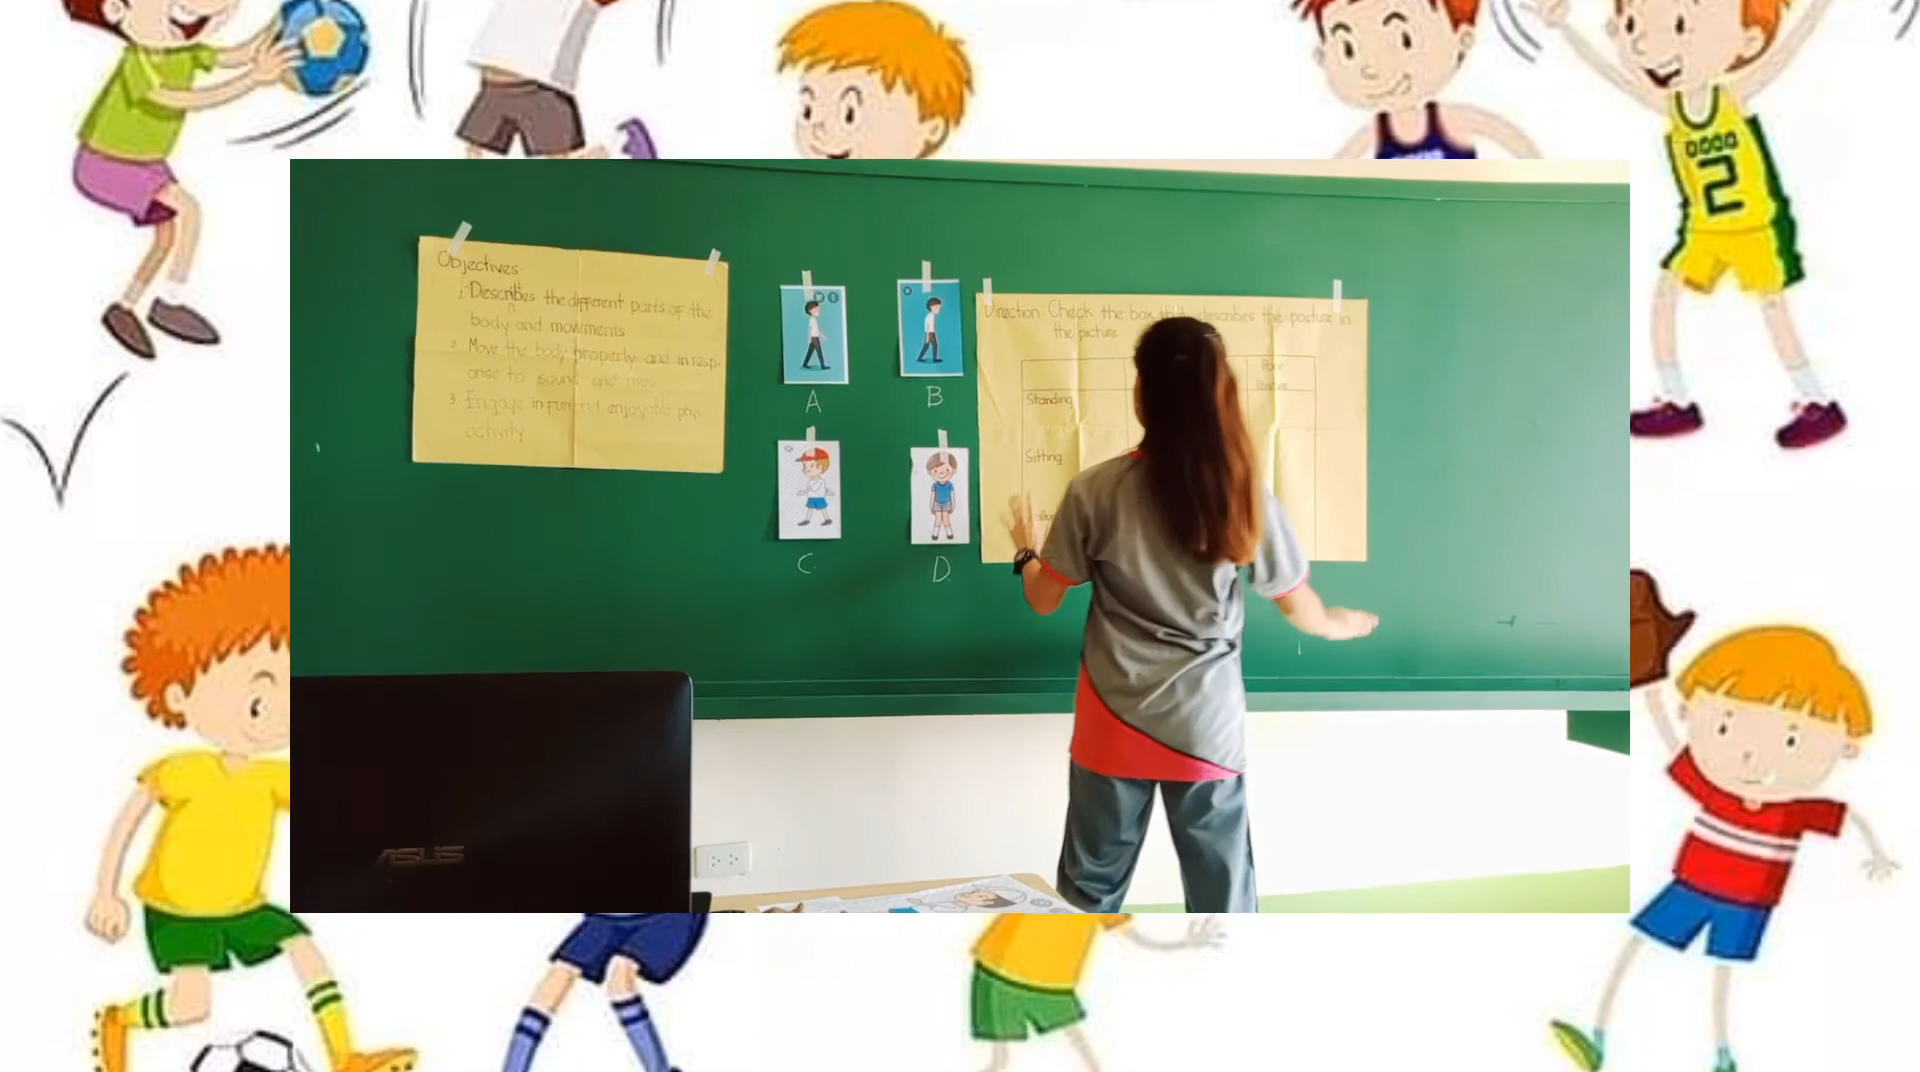 Objectives
1. Describes the different parts of the
body and movements
2. Move the body properly and in resp-
onse to sound and
3. Engage in fun and enjoyable phy
activity
A
B
C.
D.
Direction Check the box describes the posture in
the picture
Poor
Posture
Standing
Sitting
ASUS
2